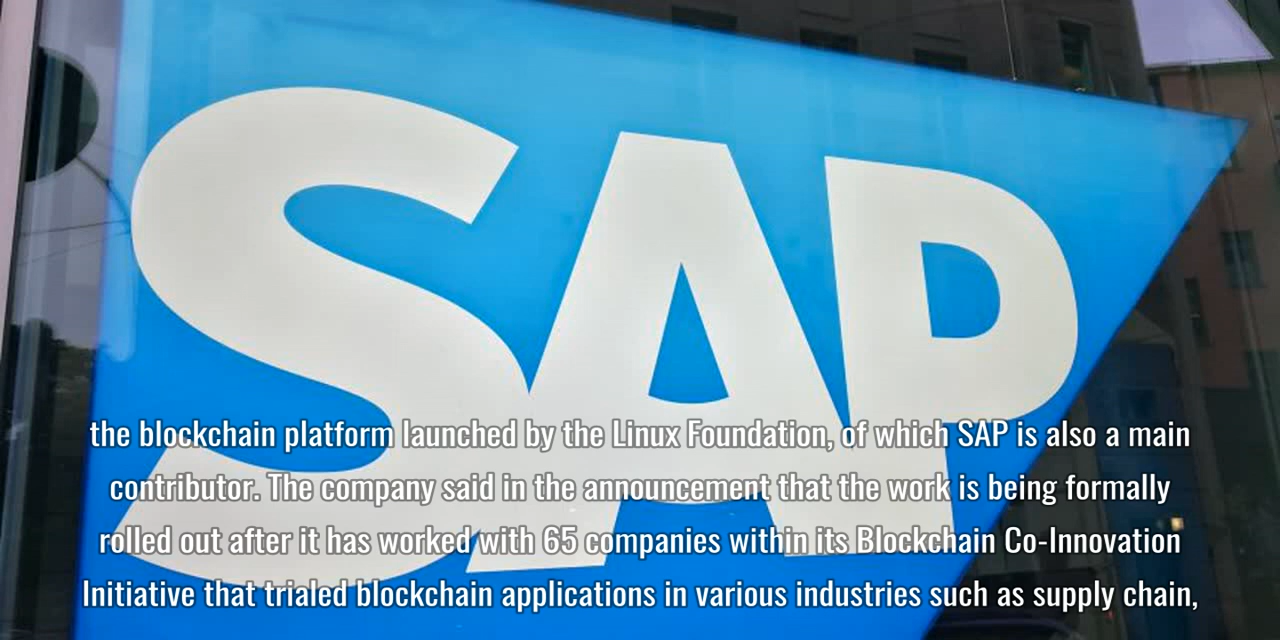 SAP
the blockchain platform launched by the Linux Foundation, of which SAP is also a main
contributor. The company said in the announcement that the work is being formally
rolled out after it has worked with 65 companies within its Blockchain Co-Innovation
Initiative that trialed blockchain applications in various industries such as supply chain,